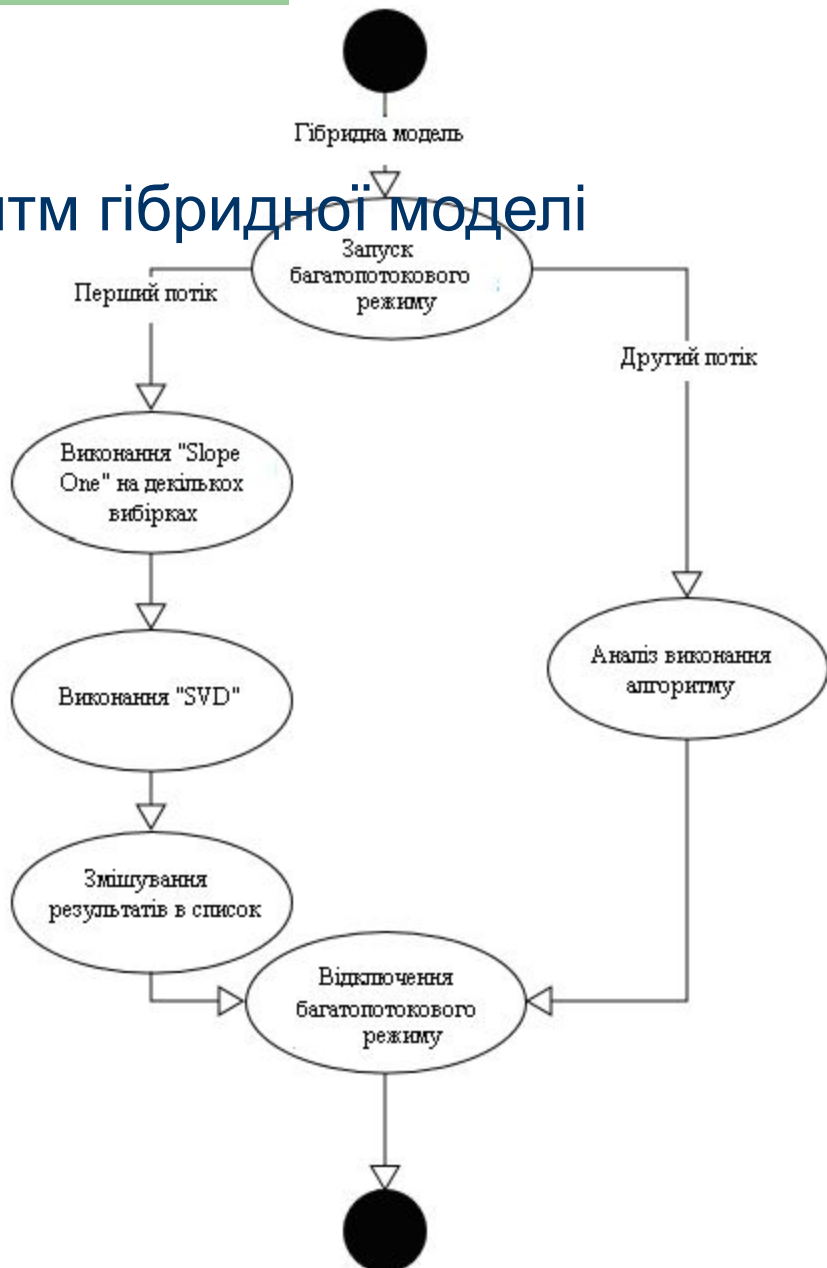 Гібридна модель
итм гібридної моделі
Запуск
багатопотокового
режиму
Перший потік
Другий потік
Виконання "Slope
One" на декількох
вибірках
Виконання "SVD"
Аналіз виконання
алгоритму
Змішування
результатів в список
Відключення
багатопотокового
режиму